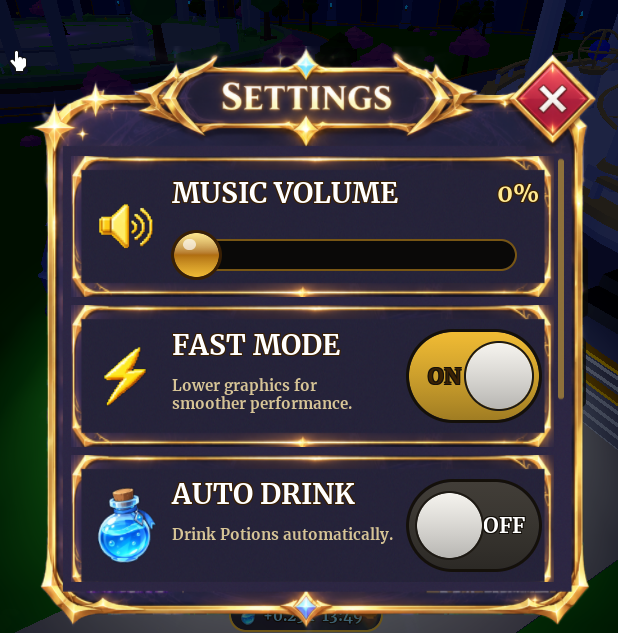 SETTINGS
MUSIC VOLUME
0%
FAST MODE
Lower graphics for
smoother performance.
ON
AUTO DRINK
Drink Potions automatically.
OFF